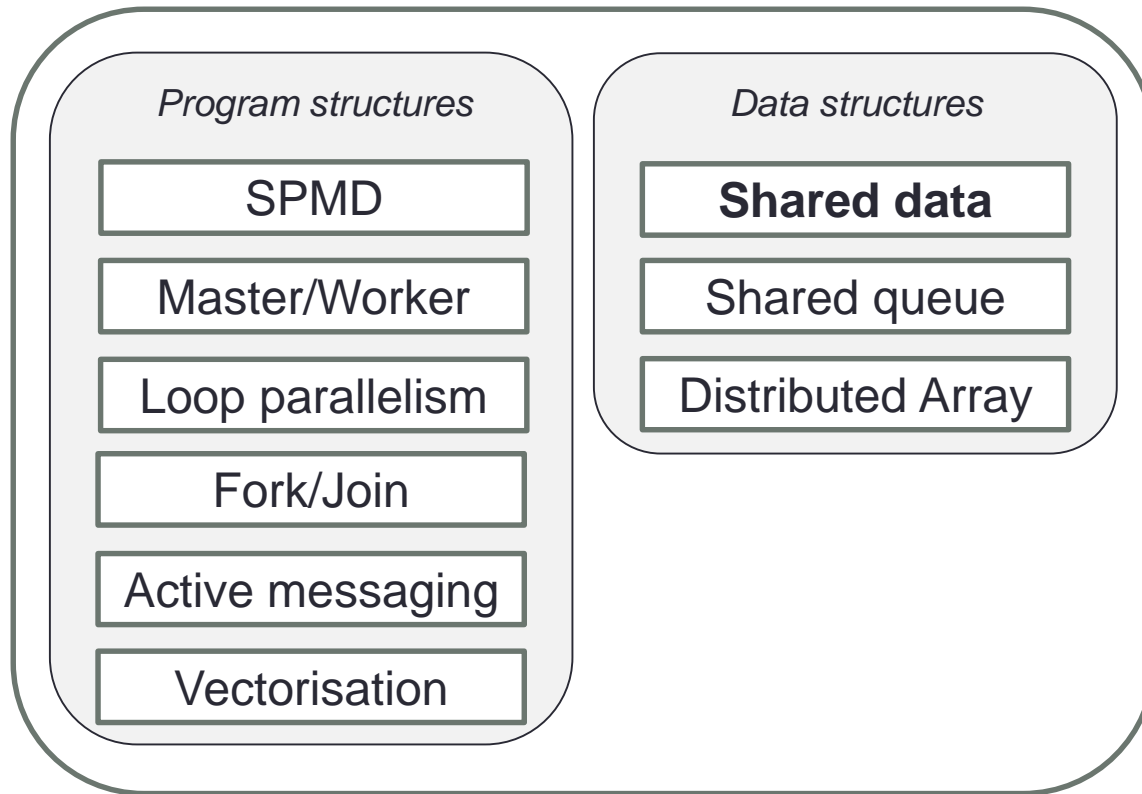 Program structures
SPMD
Master/Worker
Loop parallelism
Fork/Join
Active messaging
Vectorisation
Data structures
Shared data
Shared queue
Distributed Array